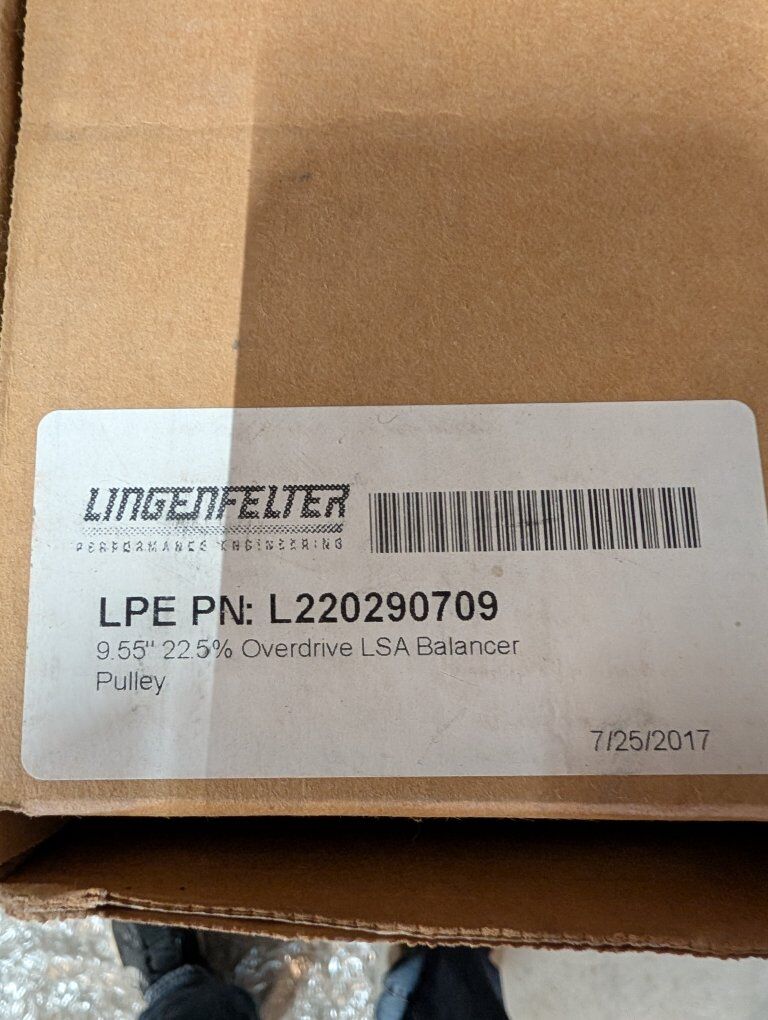 LINGENFELTER
PERFORMANCE ENGINEERING
LPE PN: L220290709
9.55" 22.5% Overdrive LSA Balancer
Pulley
7/25/2017